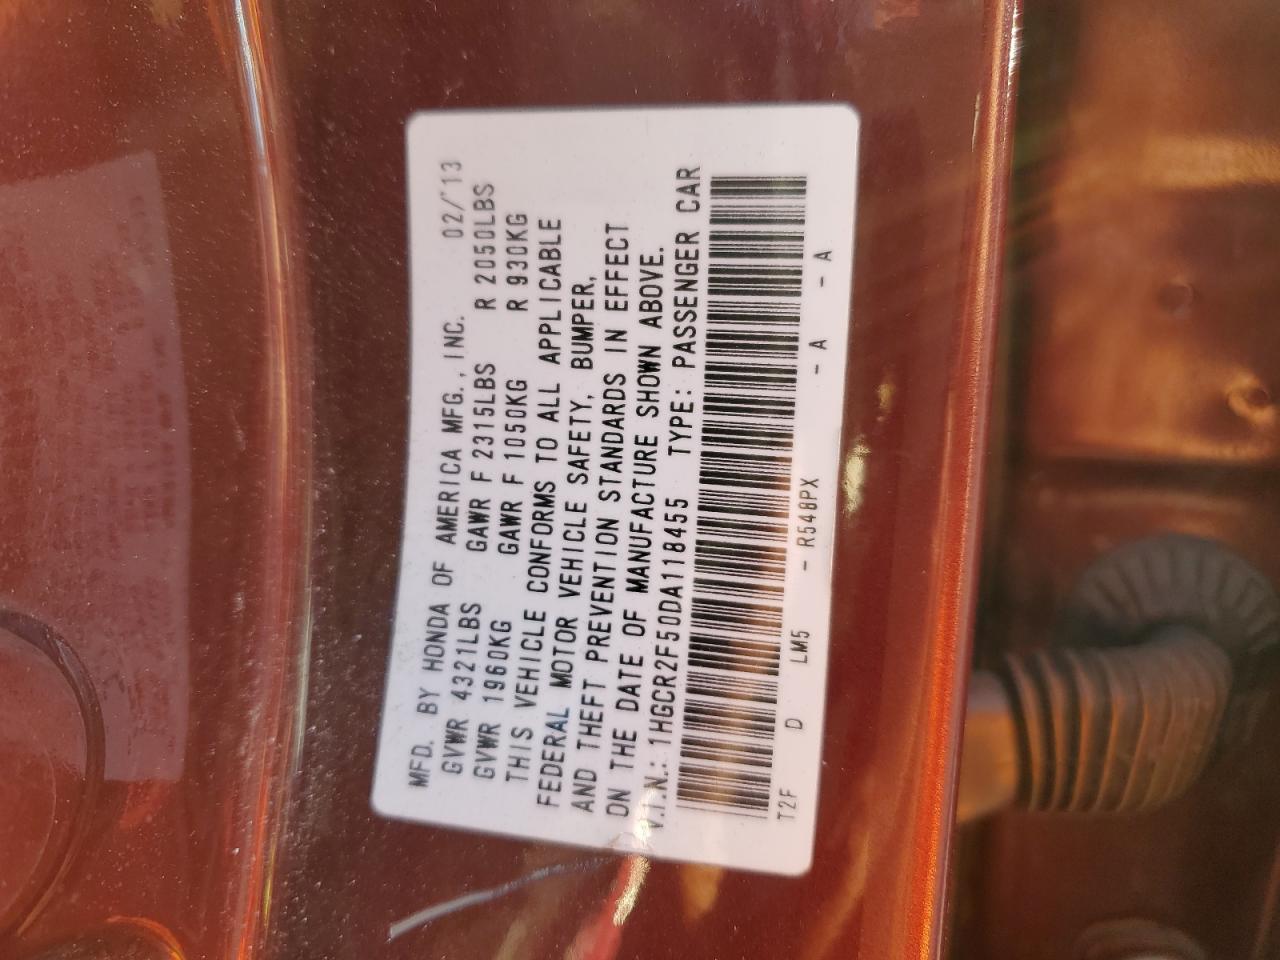 MFD. BY HONDA OF AMERICA MFG., INC. 02/'13
GVWR 4321LBS GAWR F 2315LBS R 2050LBS
GVWR 1960KG GAWR F 1050KG R 930KG
THIS VEHICLE CONFORMS TO ALL APPLICABLE
FEDERAL MOTOR VEHICLE SAFETY, BUMPER,
AND THEFT PREVENTION STANDARDS IN EFFECT
ON THE DATE OF MANUFACTURE SHOWN ABOVE.
V.I.N.: 1HGCR2F50DA118455 TYPE: PASSENGER CAR
T2F D LM5 - R548PX - A - A